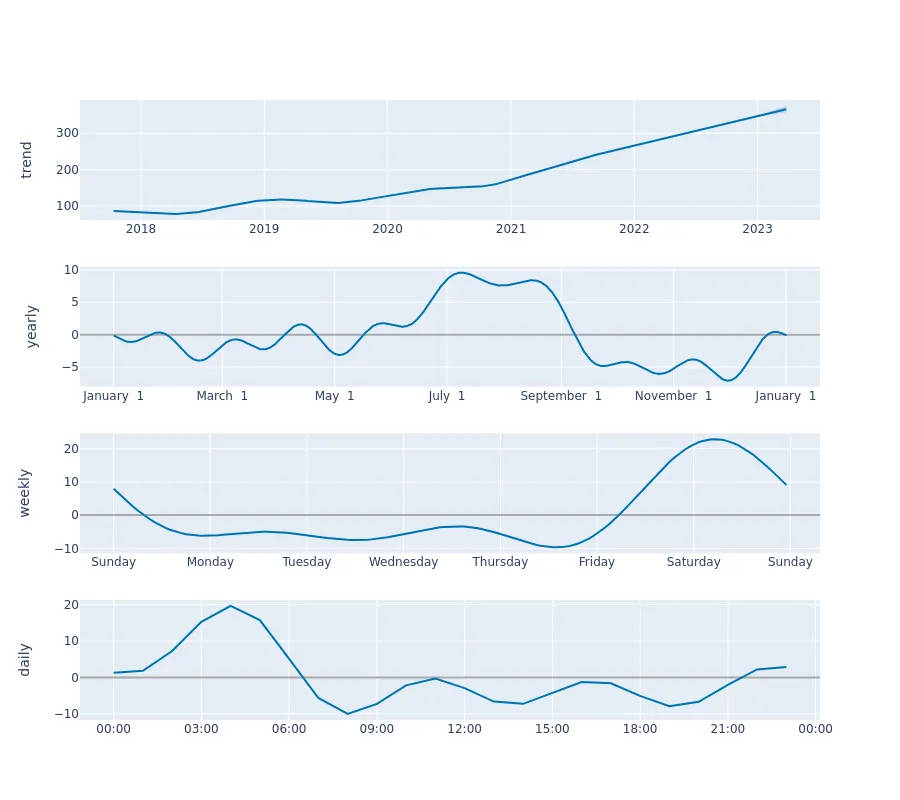 trend
300
200
100
2018 2019 2020 2021 2022 2023
yearly
10
5
0
−5
January 1 March 1 May 1 July 1 September 1 November 1 January 1
weekly
20
10
0
−10
Sunday Monday Tuesday Wednesday Thursday Friday Saturday Sunday
daily
20
10
0
−10
00:00 03:00 06:00 09:00 12:00 15:00 18:00 21:00 00:00